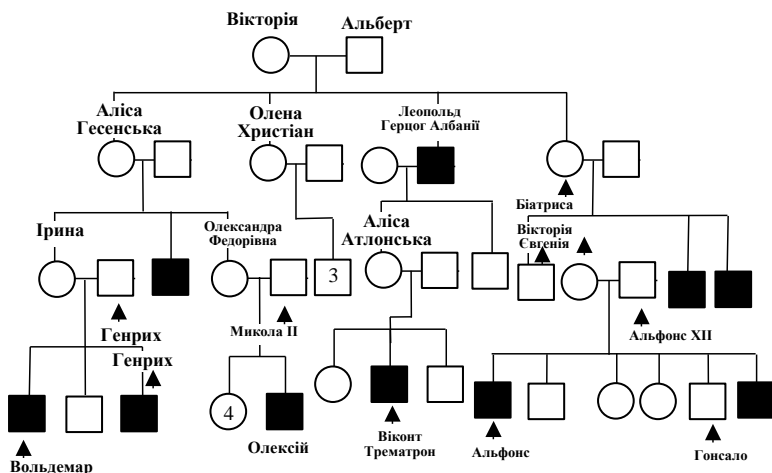 Вікторія
Альберт
Аліса
Гесенська
Олена
Христіан
Леопольд
Герцог Албанії
Біатриса
Ірина
Олександра
Федорівна
Аліса
Атлонська
Вікторія
Євгенія
3
Генрих
Микола II
Альфонс XII
Генрих
4
Вольдемар
Олексій
Віконт
Трематрон
Альфонс
Гонсало